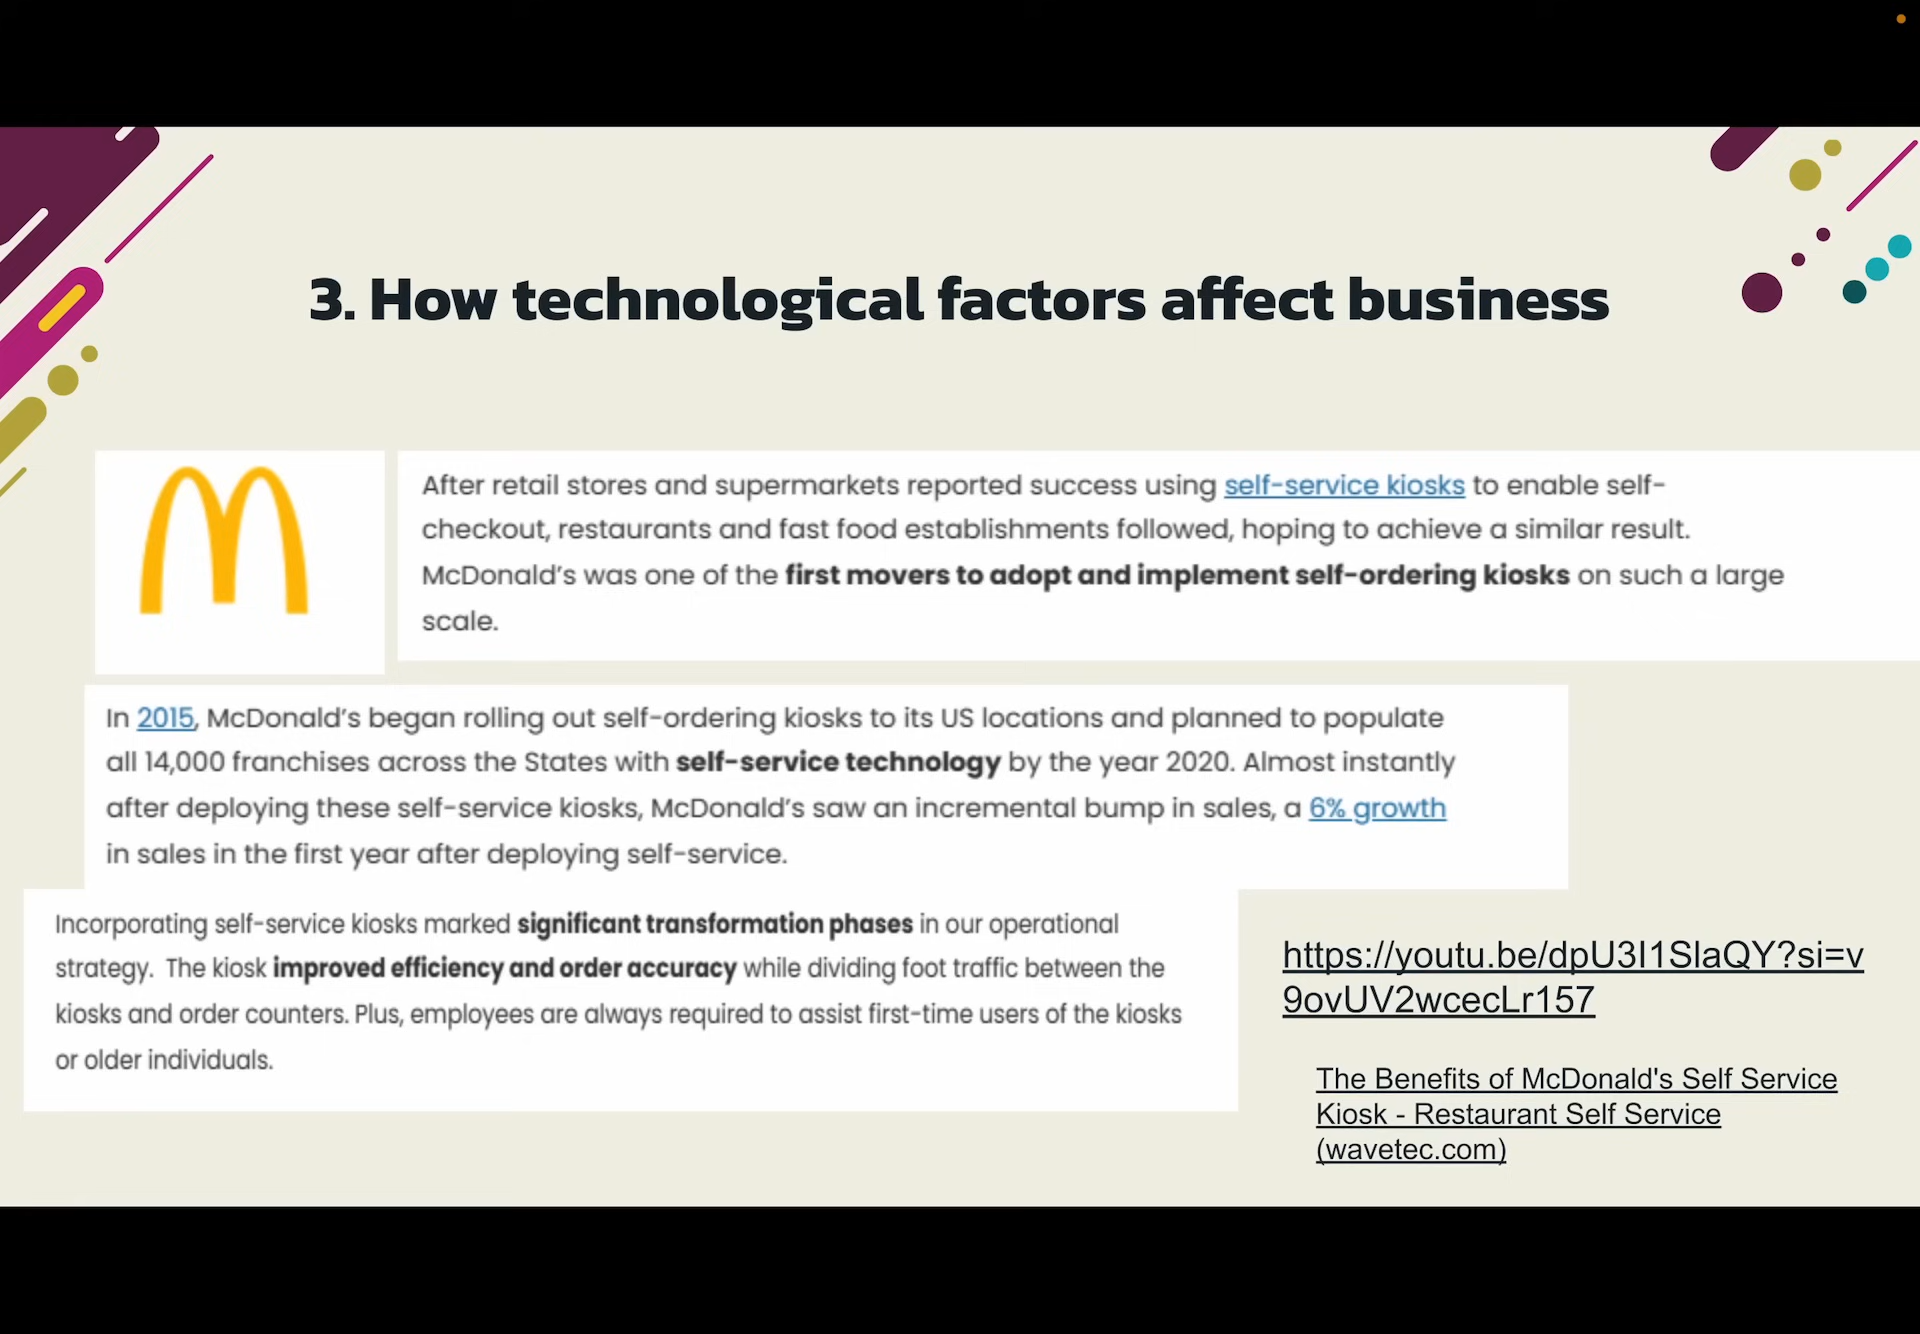 3. How technological factors affect business
After retail stores and supermarkets reported success using self-service kiosks to enable self-
checkout, restaurants and fast food establishments followed, hoping to achieve a similar result.
McDonald's was one of the first movers to adopt and implement self-ordering kiosks on such a large
scale.
In 2015, McDonald's began rolling out self-ordering kiosks to its US locations and planned to populate
all 14,000 franchises across the States with self-service technology by the year 2020. Almost instantly
after deploying these self-service kiosks, McDonald's saw an incremental bump in sales, a 6% growth
in sales in the first year after deploying self-service.
Incorporating self-service kiosks marked significant transformation phases in our operational
strategy. The kiosk improved efficiency and order accuracy while dividing foot traffic between the
kiosks and order counters. Plus, employees are always required to assist first-time users of the kiosks
or older individuals.
https://youtu.be/dpU3I1SlaQY?si=v
9ovUV2wcecLr157
The Benefits of McDonald's Self Service
Kiosk - Restaurant Self Service
(wavetec.com)